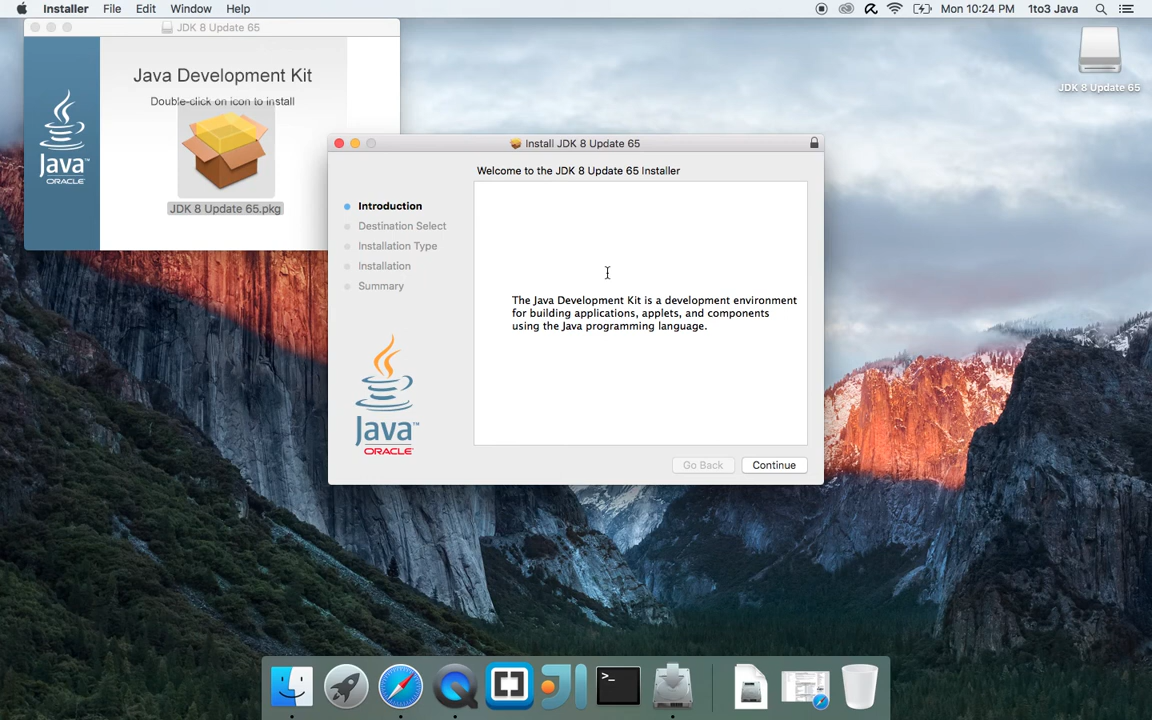 Installer File Edit Window Help Mon 10:24 PM 1to3 Java
JDK 8 Update 65
Java Development Kit
Double-click on icon to install
Java™
ORACLE
JDK 8 Update 65.pkg
JDK 8 Update 65
Install JDK 8 Update 65
Welcome to the JDK 8 Update 65 Installer
Introduction
Destination Select
Installation Type
Installation
Summary
The Java Development Kit is a development environment
for building applications, applets, and components
using the Java programming language.
Java™
ORACLE
Go Back Continue
>_